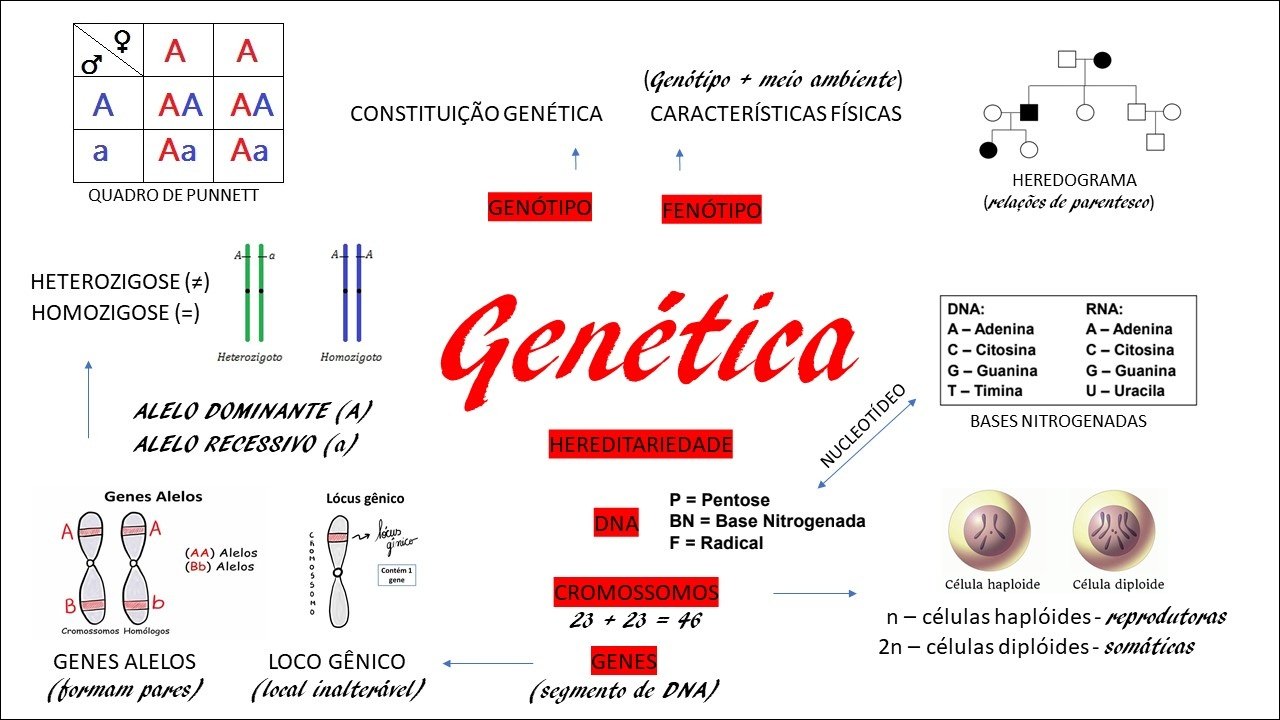 ♀ A A
♂
A AA AA
a Aa Aa
QUADRO DE PUNNETT
(Genótipo + meio ambiente)
CONSTITUIÇÃO GENÉTICA
CARACTERÍSTICAS FÍSICAS
GENÓTIPO
FENÓTIPO
HEREDOGRAMA
(relações de parentesco)
HETEROZIGOSE (≠)
HOMOZIGOSE (=)
A a
Heterozigoto
A A
Homozigoto
Genética
DNA:
A – Adenina
C – Citosina
G – Guanina
T – Timina
RNA:
A – Adenina
C – Citosina
G – Guanina
U – Uracila
BASES NITROGENADAS
ALELO DOMINANTE (A)
ALELO RECESSIVO (a)
HEREDITARIEDADE
NUCLEOTÍDEO
Genes Alelos
A A
(AA) Alelos
(Bb) Alelos
B b
Cromossomos Homólogos
GENES ALELOS
(formam pares)
Lócus gênico
CROMOSSOMO
lócus
gênico
Contém 1
gene
LOCO GÊNICO
(local inalterável)
DNA
P = Pentose
BN = Base Nitrogenada
F = Radical
CROMOSSOMOS
23 + 23 = 46
GENES
(segmento de DNA)
Célula haploide
Célula diploide
n – células haplóides - reprodutoras
2n – células diplóides - somáticas